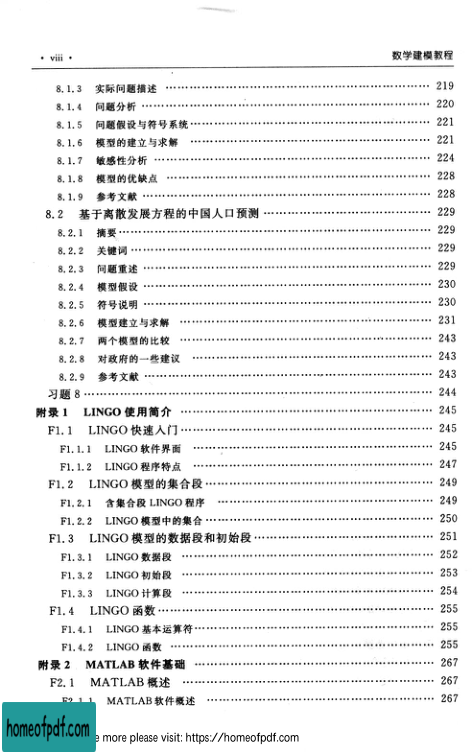 · viii · 数学建模教程
8.1.3 实际问题描述 ………… 219
8.1.4 问题分析 ………… 220
8.1.5 问题假设与符号系统 ………… 221
8.1.6 模型的建立与求解 ………… 221
8.1.7 敏感性分析 ………… 224
8.1.8 模型的优缺点 ………… 228
8.1.9 参考文献 ………… 228
8.2 基于离散发展方程的中国人口预测 ………… 229
8.2.1 摘要 ………… 229
8.2.2 关键词 ………… 229
8.2.3 问题重述 ………… 229
8.2.4 模型假设 ………… 230
8.2.5 符号说明 ………… 230
8.2.6 模型建立与求解 ………… 231
8.2.7 两个模型的比较 ………… 243
8.2.8 对政府的一些建议 ………… 243
8.2.9 参考文献 ………… 243
习题 8 ………… 244
附录 1 LINGO 使用简介 ………… 245
F1.1 LINGO 快速入门 ………… 245
F1.1.1 LINGO 软件界面 ………… 245
F1.1.2 LINGO 程序特点 ………… 247
F1.2 LINGO 模型的集合段 ………… 249
F1.2.1 含集合段 LINGO 程序 ………… 249
F1.2.2 LINGO 模型中的集合 ………… 250
F1.3 LINGO 模型的数据段和初始段 ………… 251
F1.3.1 LINGO 数据段 ………… 252
F1.3.2 LINGO 初始段 ………… 253
F1.3.3 LINGO 计算段 ………… 254
F1.4 LINGO 函数 ………… 255
F1.4.1 LINGO 基本运算符 ………… 255
F1.4.2 LINGO 函数 ………… 255
附录 2 MATLAB 软件基础 ………… 267
F2.1 MATLAB 概述 ………… 267
F2.1.1 MATLAB 软件概述 ………… 267
homeofpdf.com
more please visit: https://homeofpdf.com